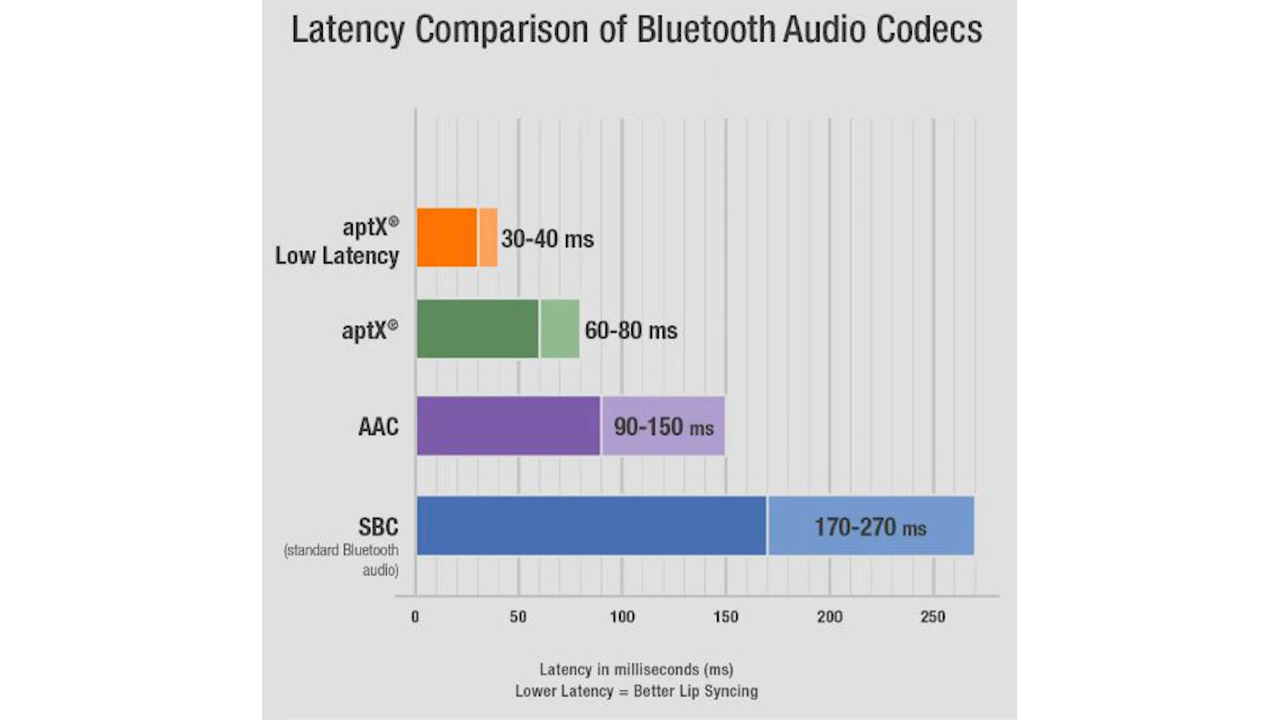 Latency Comparison of Bluetooth Audio Codecs
aptX®
Low Latency
30-40 ms
aptX®
60-80 ms
AAC
90-150 ms
SBC
(standard Bluetooth
audio)
170-270 ms
0 50 100 150 200 250
Latency in milliseconds (ms)
Lower Latency = Better Lip Syncing